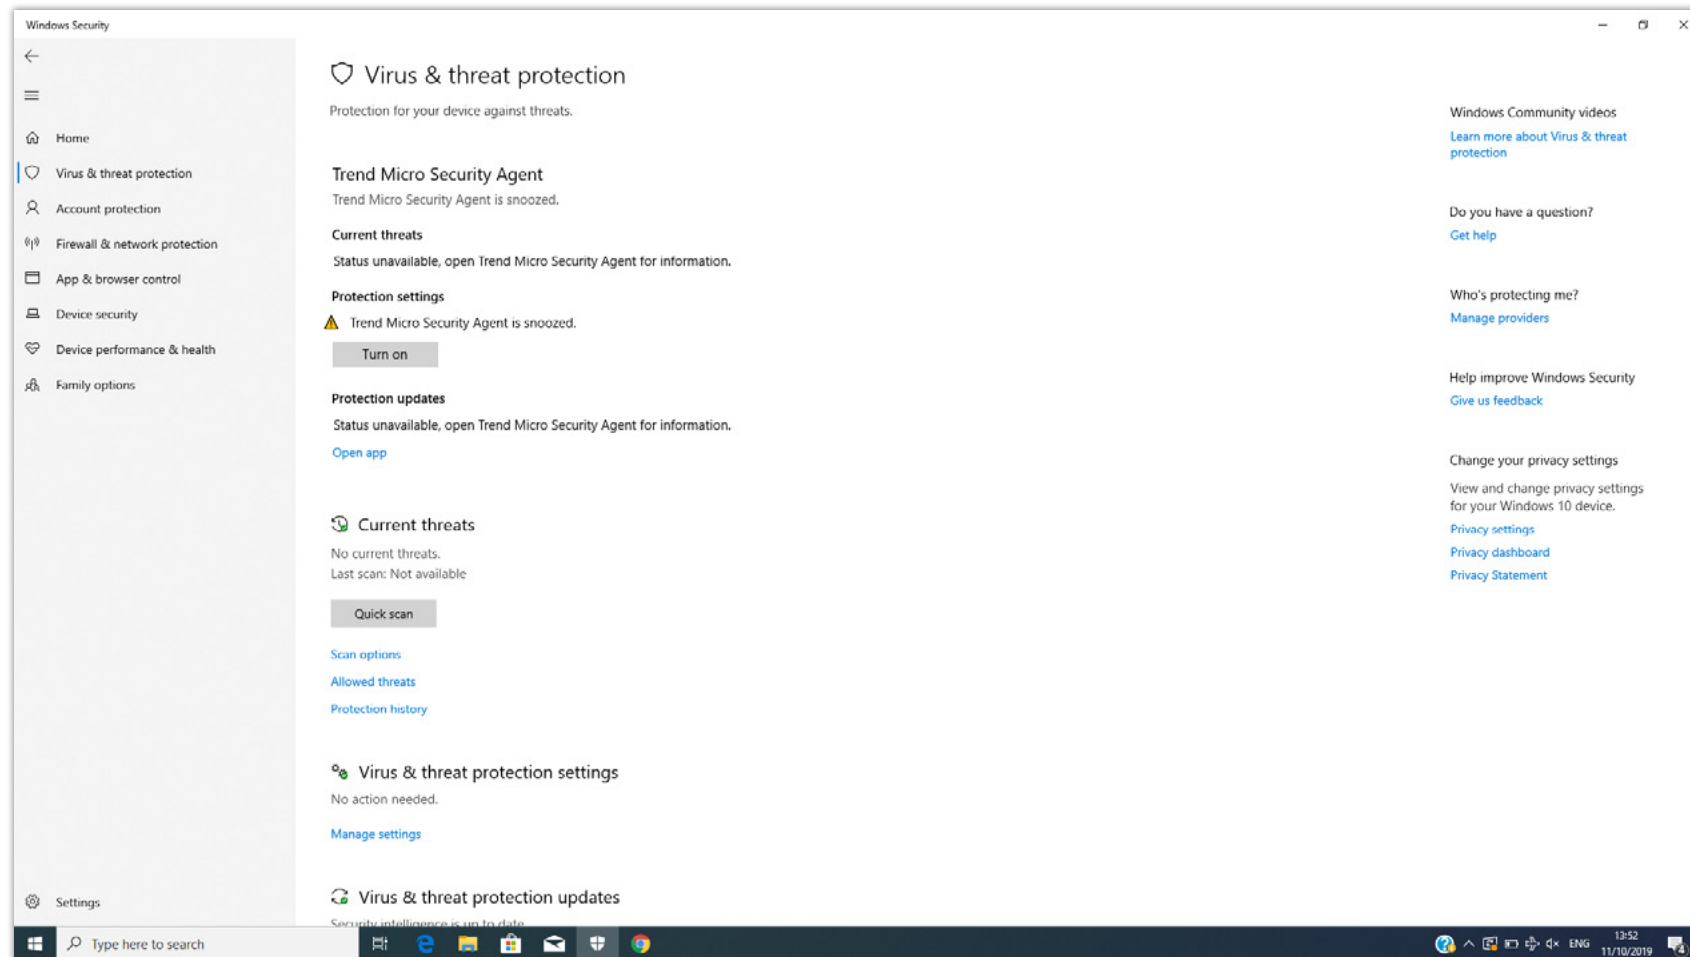 Windows Security
Home
Virus & threat protection
Account protection
Firewall & network protection
App & browser control
Device security
Device performance & health
Family options
Settings
Virus & threat protection
Protection for your device against threats.
Trend Micro Security Agent
Trend Micro Security Agent is snoozed.
Current threats
Status unavailable, open Trend Micro Security Agent for information.
Protection settings
Trend Micro Security Agent is snoozed.
Turn on
Protection updates
Status unavailable, open Trend Micro Security Agent for information.
Open app
Current threats
No current threats.
Last scan: Not available
Quick scan
Scan options
Allowed threats
Protection history
Virus & threat protection settings
No action needed.
Manage settings
Virus & threat protection updates
Security intelligence is up to date.
Windows Community videos
Learn more about Virus & threat
protection
Do you have a question?
Get help
Who's protecting me?
Manage providers
Help improve Windows Security
Give us feedback
Change your privacy settings
View and change privacy settings
for your Windows 10 device.
Privacy settings
Privacy dashboard
Privacy Statement
Type here to search
ENG
13:52
11/10/2019
4